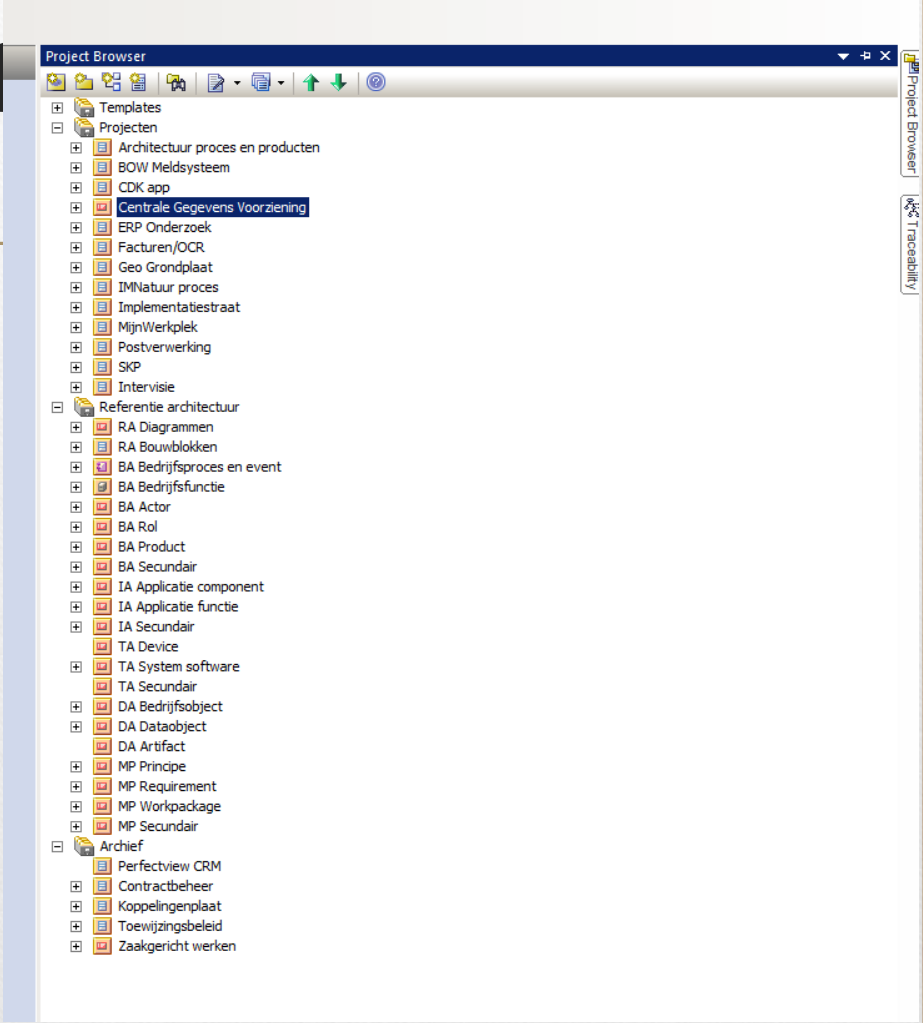 Project Browser
Templates
Projecten
Architectuur proces en producten
BOW Meldsysteem
CDK app
Centrale Gegevens Voorziening
ERP Onderzoek
Facturen/OCR
Geo Grondplaat
IMNatuur proces
Implementatiestraat
MijnWerkplek
Postverwerking
SKP
Intervisie
Referentie architectuur
RA Diagrammen
RA Bouwblokken
BA Bedrijfsproces en event
BA Bedrijfsfunctie
BA Actor
BA Rol
BA Product
BA Secundair
IA Applicatie component
IA Applicatie functie
IA Secundair
TA Device
TA System software
TA Secundair
DA Bedrijfsobject
DA Dataobject
DA Artifact
MP Principe
MP Requirement
MP Workpackage
MP Secundair
Archief
Perfectview CRM
Contractbeheer
Koppelingenplaat
Toewijzingsbeleid
Zaakgericht werken
Project Browser
Traceability